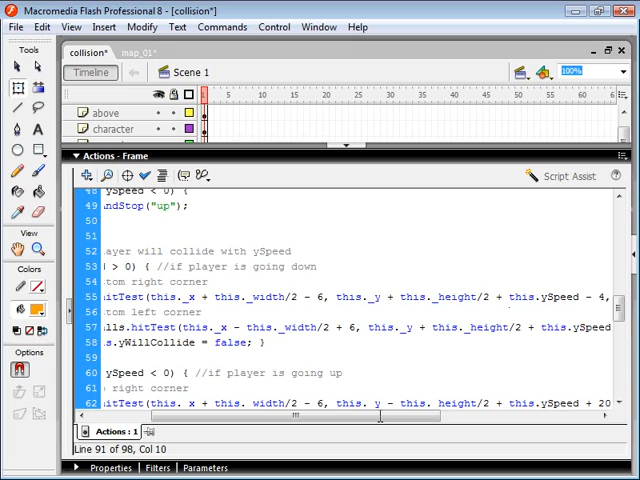 Macromedia Flash Professional 8 - [collision*]
File Edit View Insert Modify Text Commands Control Window Help
Tools
collision* map_01*
Timeline Scene 1 100%
1 5 10 15 20 25 30 35 40 45 50 55 60 6
above
character
Actions - Frame
Script Assist
48 ySpeed < 0) {
49 andStop("up");
50
51
52 layer will collide with ySpeed
53 d > 0) { //if player is going down
54 tom right corner
55 hitTest(this._x + this._width/2 - 6, this._y + this._height/2 + this.ySpeed - 4,
56 tom left corner
57 lls.hitTest(this._x - this._width/2 + 6, this._y + this._height/2 + this.ySpeed
58 s.yWillCollide = false; }
59
60 ySpeed < 0) { //if player is going up
61 right corner
62 hitTest(this._x + this._width/2 - 6, this._y - this._height/2 + this.ySpeed + 20
View
Colors
Options
Actions : 1
Line 91 of 98, Col 10
Properties Filters Parameters